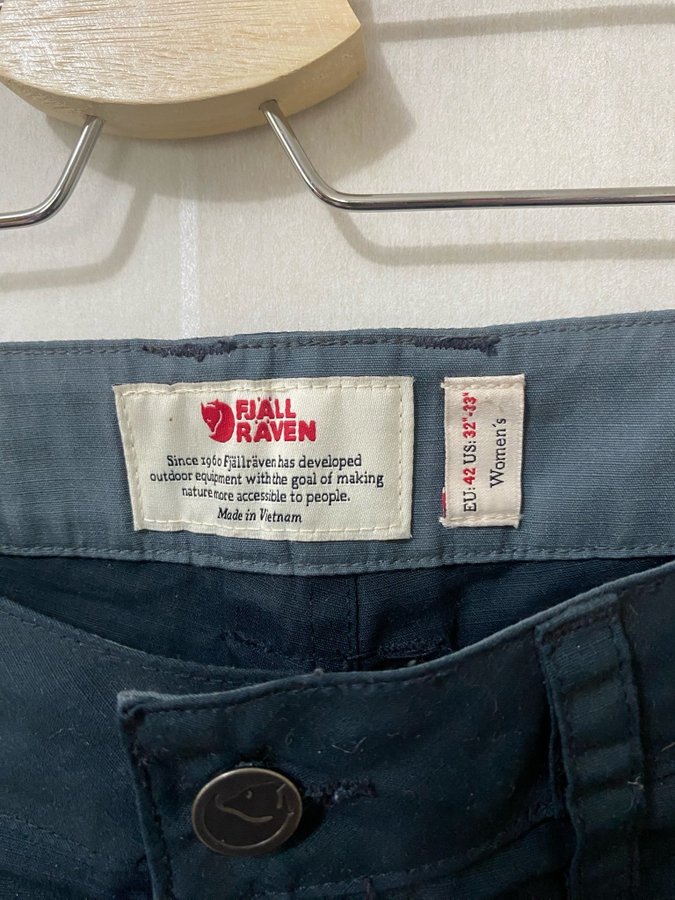 FJÄLL
RÄVEN
Since 1960 Fjällräven has developed
outdoor equipment with the goal of making
nature more accessible to people.
Made in Vietnam
EU: 42 US: 32"-33"
Women's